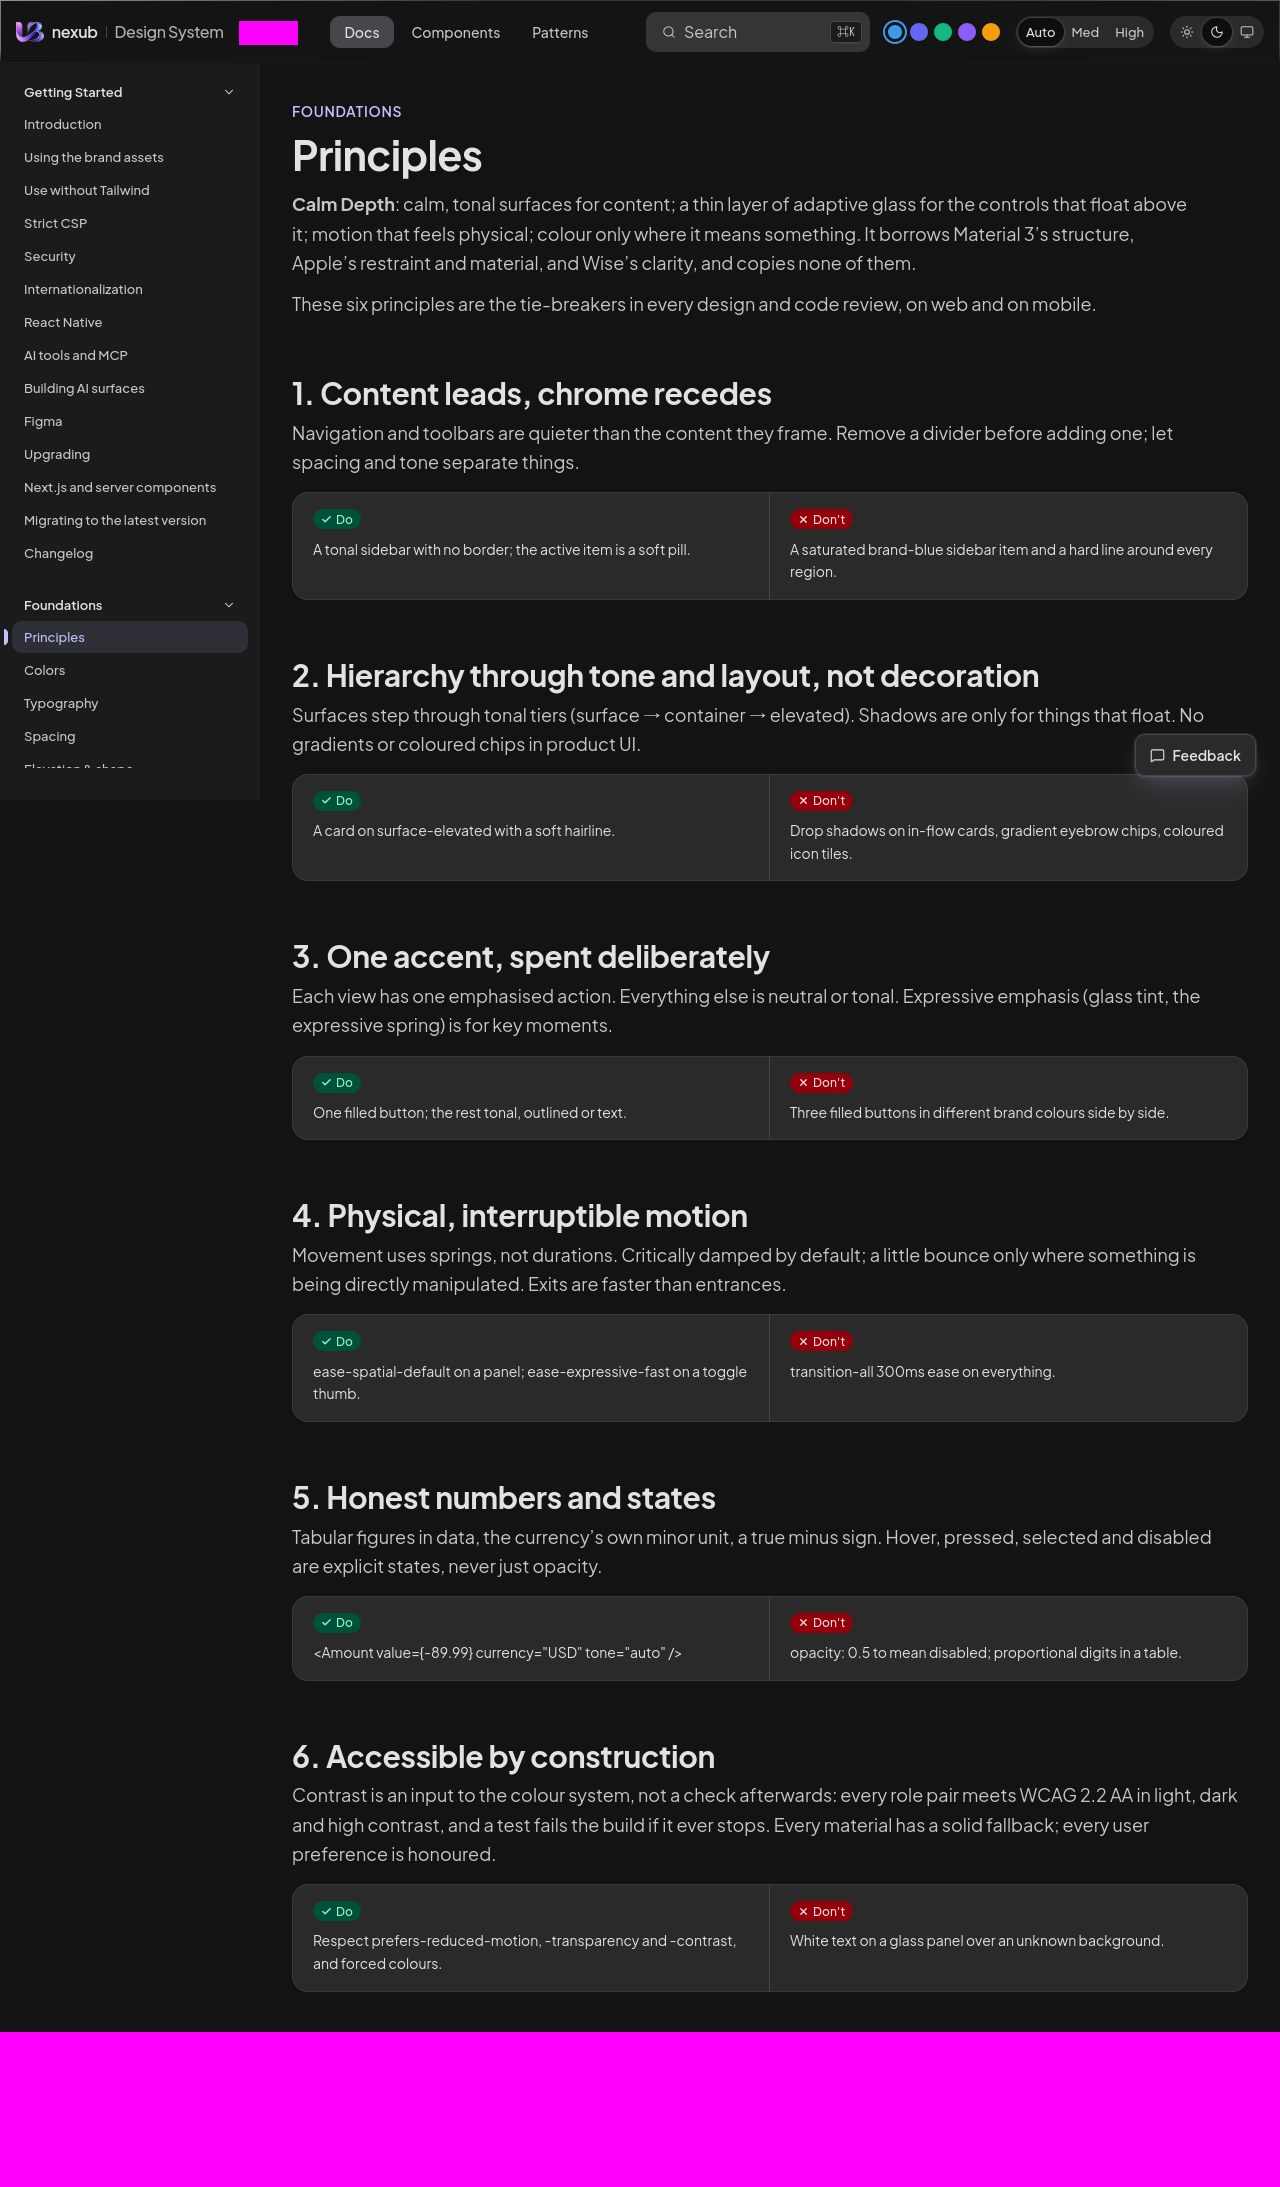 nexub Design System Docs Components Patterns Search ⌘K Auto Med High
Getting Started
Introduction
Using the brand assets
Use without Tailwind
Strict CSP
Security
Internationalization
React Native
AI tools and MCP
Building AI surfaces
Figma
Upgrading
Next.js and server components
Migrating to the latest version
Changelog
Foundations
Principles
Colors
Typography
Spacing
Elevation & shape
FOUNDATIONS
Principles
Calm Depth: calm, tonal surfaces for content; a thin layer of adaptive glass for the controls that float above
it; motion that feels physical; colour only where it means something. It borrows Material 3’s structure,
Apple’s restraint and material, and Wise’s clarity, and copies none of them.
These six principles are the tie-breakers in every design and code review, on web and on mobile.
1. Content leads, chrome recedes
Navigation and toolbars are quieter than the content they frame. Remove a divider before adding one; let
spacing and tone separate things.
Do
A tonal sidebar with no border; the active item is a soft pill.
Don't
A saturated brand-blue sidebar item and a hard line around every
region.
2. Hierarchy through tone and layout, not decoration
Surfaces step through tonal tiers (surface → container → elevated). Shadows are only for things that float. No
gradients or coloured chips in product UI.
Feedback
Do
A card on surface-elevated with a soft hairline.
Don't
Drop shadows on in-flow cards, gradient eyebrow chips, coloured
icon tiles.
3. One accent, spent deliberately
Each view has one emphasised action. Everything else is neutral or tonal. Expressive emphasis (glass tint, the
expressive spring) is for key moments.
Do
One filled button; the rest tonal, outlined or text.
Don't
Three filled buttons in different brand colours side by side.
4. Physical, interruptible motion
Movement uses springs, not durations. Critically damped by default; a little bounce only where something is
being directly manipulated. Exits are faster than entrances.
Do
ease-spatial-default on a panel; ease-expressive-fast on a toggle
thumb.
Don't
transition-all 300ms ease on everything.
5. Honest numbers and states
Tabular figures in data, the currency’s own minor unit, a true minus sign. Hover, pressed, selected and disabled
are explicit states, never just opacity.
Do
<Amount value={-89.99} currency="USD" tone="auto" />
Don't
opacity: 0.5 to mean disabled; proportional digits in a table.
6. Accessible by construction
Contrast is an input to the colour system, not a check afterwards: every role pair meets WCAG 2.2 AA in light, dark
and high contrast, and a test fails the build if it ever stops. Every material has a solid fallback; every user
preference is honoured.
Do
Respect prefers-reduced-motion, -transparency and -contrast,
and forced colours.
Don't
White text on a glass panel over an unknown background.